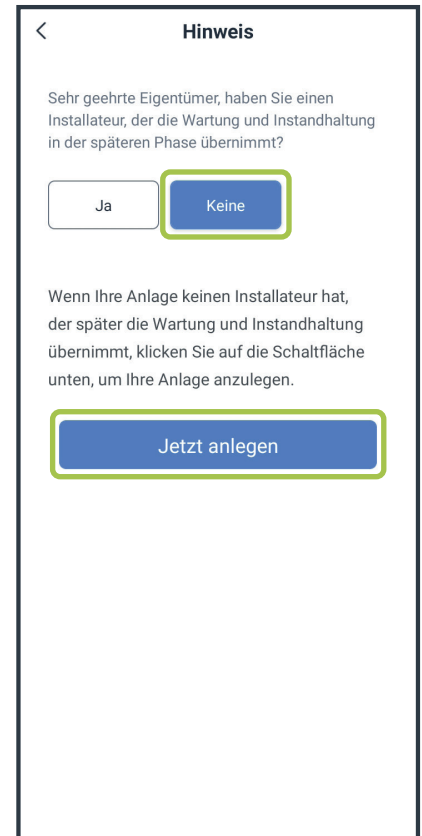 Hinweis
Sehr geehrte Eigentümer, haben Sie einen
Installateur, der die Wartung und Instandhaltung
in der späteren Phase übernimmt?
Ja
Keine
Wenn Ihre Anlage keinen Installateur hat,
der später die Wartung und Instandhaltung
übernimmt, klicken Sie auf die Schaltfläche
unten, um Ihre Anlage anzulegen.
Jetzt anlegen